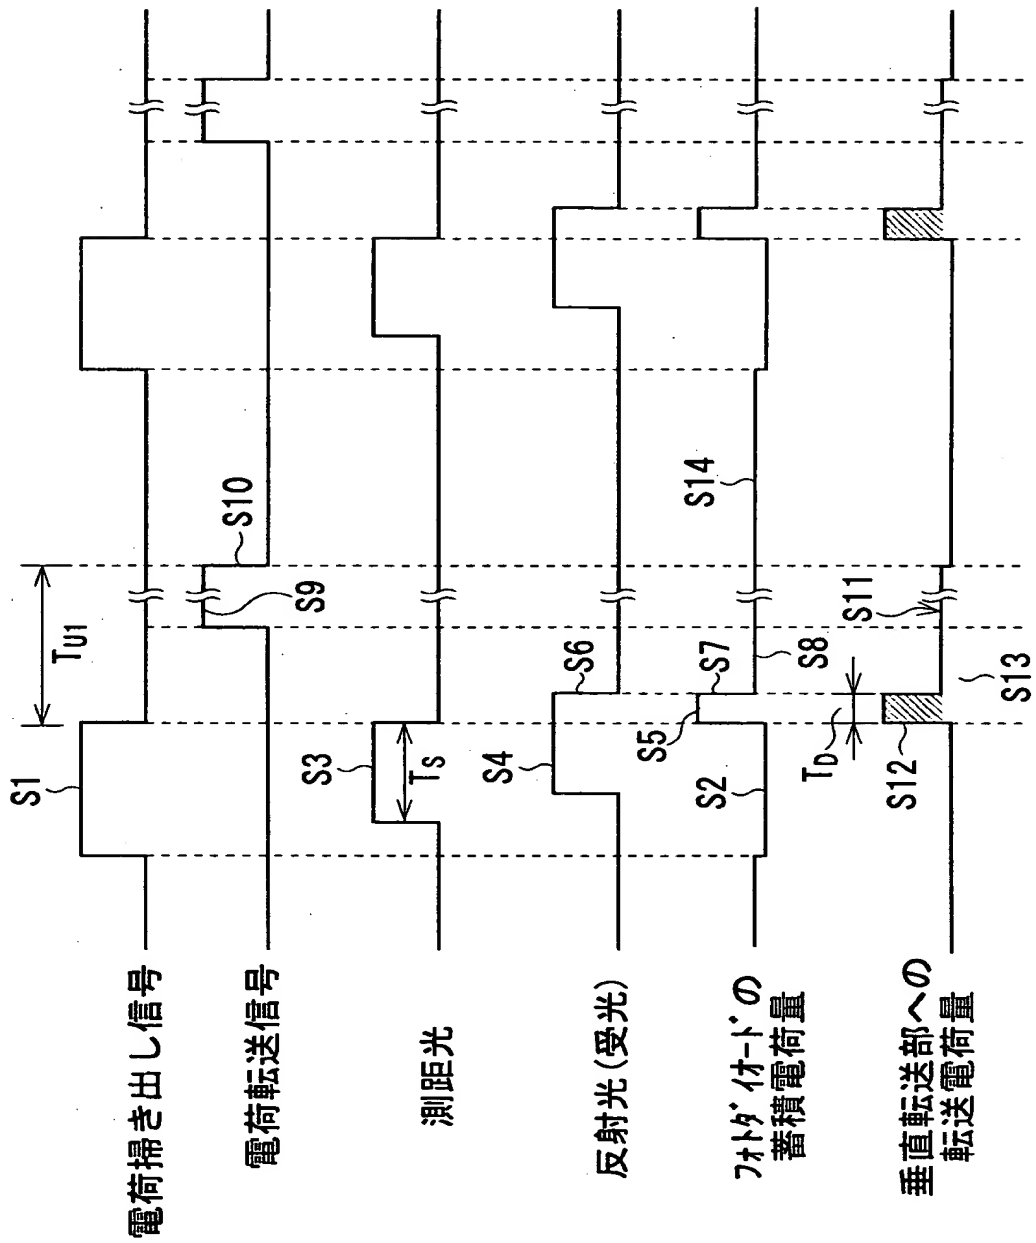 電荷掃き出し信号
S1
TU1
電荷転送信号
S9
S10
測距光
S3
TS
反射光(受光)
S4
S6
ﾌｫﾄﾀﾞｲｵｰﾄﾞの
蓄積電荷量
S2
S5
S7
S8
S14
TD
垂直転送部への
転送電荷量
S12
S11
S13